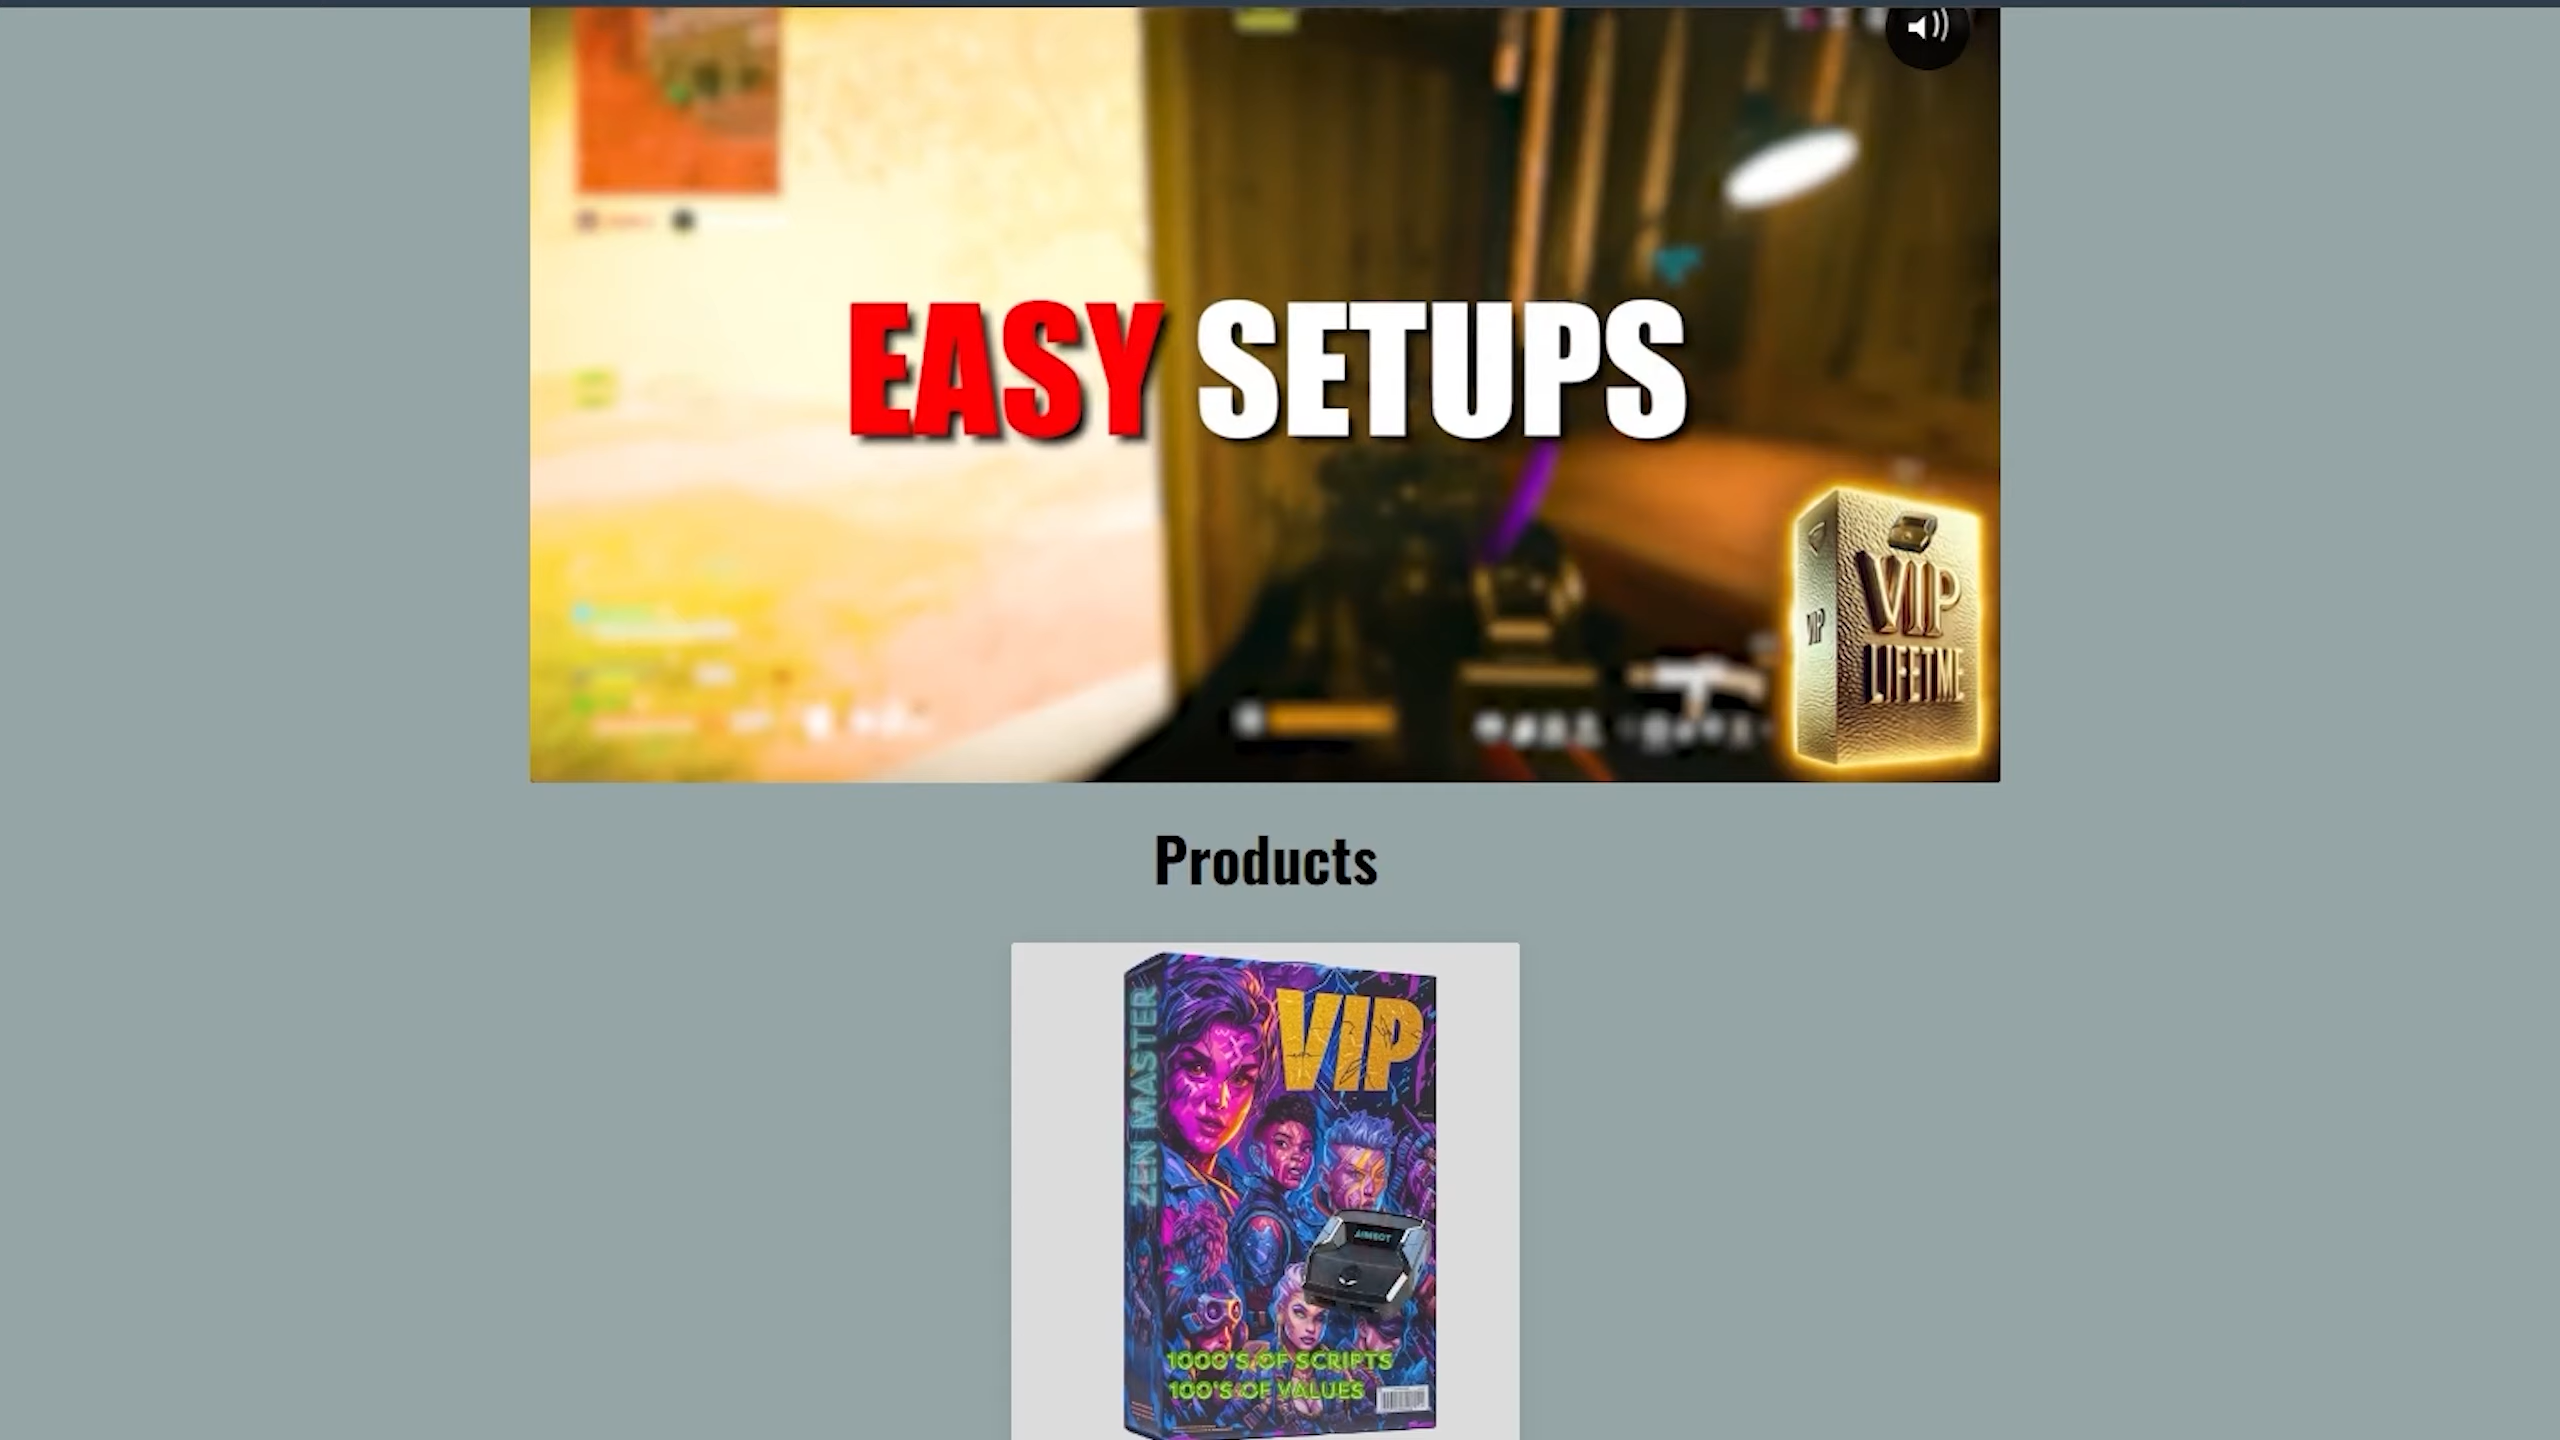 EASY SETUPS
VIP
VIP
LIFETME
Products
ZEN MASTER
VIP
AIMBOT
1000'S OF SCRIPTS
100'S OF VALUES